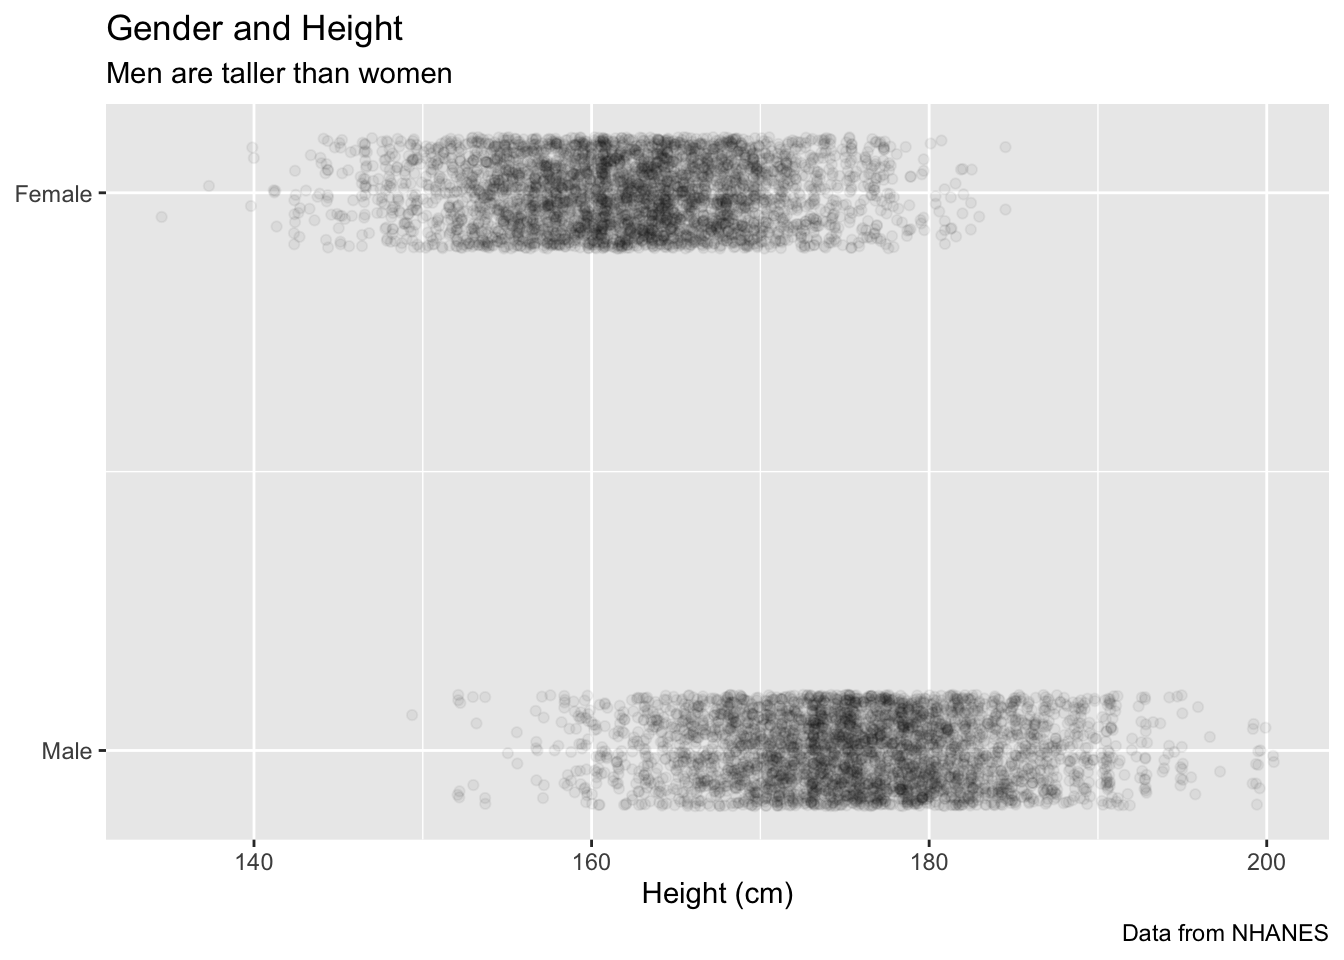 Gender and Height
Men are taller than women
Female
Male
140 160 180 200
Height (cm)
Data from NHANES